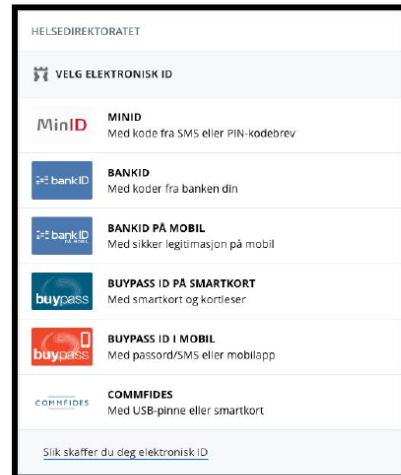 HELSEDIREKTORATET
VELG ELEKTRONISK ID
MinID
MINID
Med kode fra SMS eller PIN-kodebrev
bankID
BANKID
Med koder fra banken din
bankID
PÅ MOBIL
BANKID PÅ MOBIL
Med sikker legitimasjon på mobil
buypass
BUYPASS ID PÅ SMARTKORT
Med smartkort og kortleser
buypass
BUYPASS ID I MOBIL
Med passord/SMS eller mobilapp
COMMFIDES
COMMFIDES
Med USB-pinne eller smartkort
Slik skaffer du deg elektronisk ID